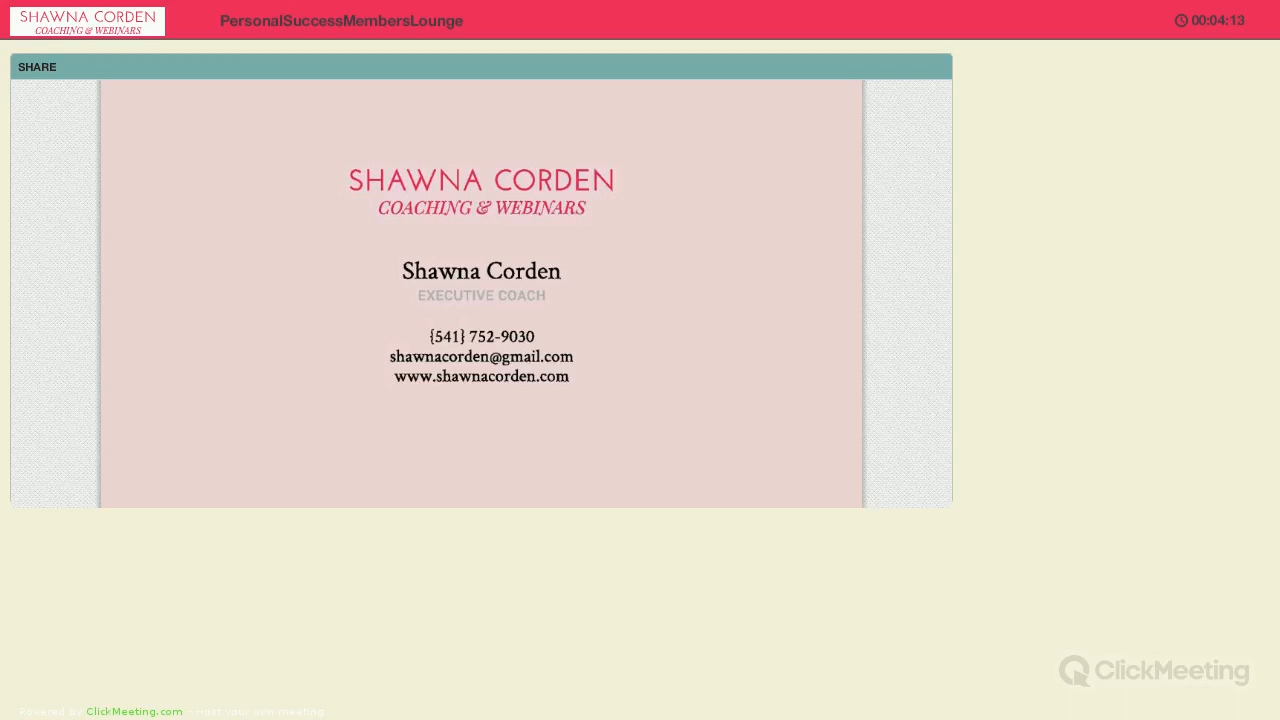 SHAWNA CORDEN
COACHING & WEBINARS
PersonalSuccessMembersLounge
00:04:13
SHARE
SHAWNA CORDEN
COACHING & WEBINARS
Shawna Corden
EXECUTIVE COACH
{541} 752-9030
shawnacorden@gmail.com
www.shawnacorden.com
ClickMeeting
Powered by ClickMeeting.com - Host your own meeting